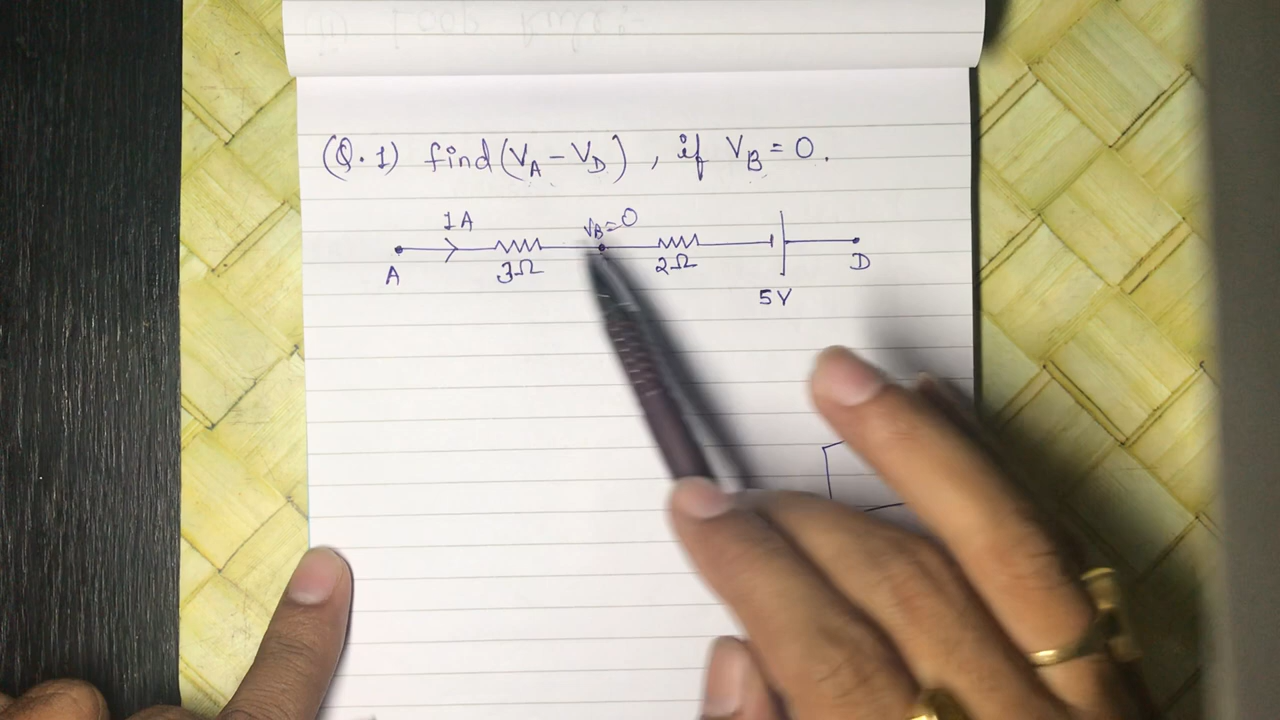 (Q.1) find (VA - VD), if VB = 0.
1A VB=0
A 3Ω 2Ω D
5V